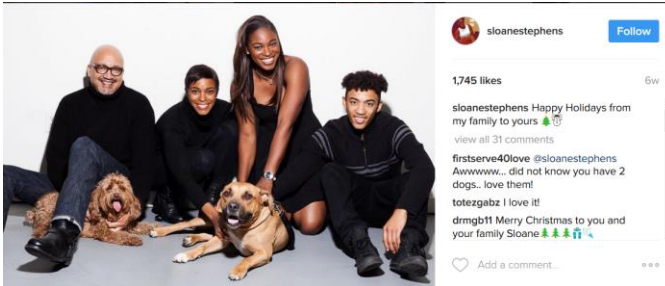 sloanestephens
Follow
1,745 likes
6w
sloanestephens Happy Holidays from
my family to yours 🎄☃️
view all 31 comments
firstserve40love @sloanestephens
Awwwww... did not know you have 2
dogs.. love them!
totezgabz I love it!
drmgb11 Merry Christmas to you and
your family Sloane🎄🎄🎄🎁🎉
Add a comment...